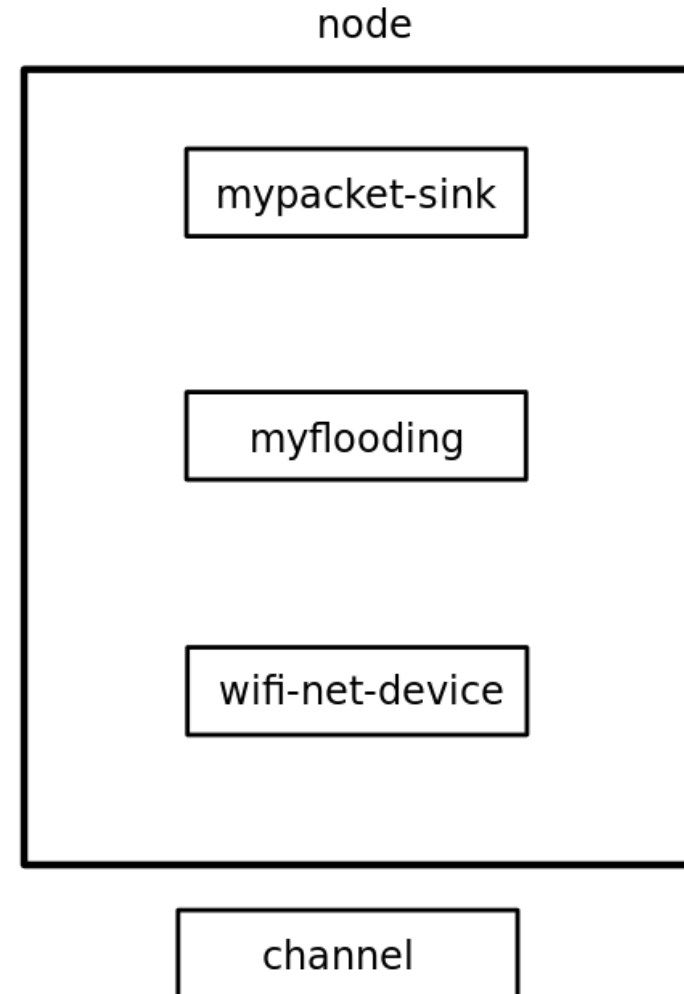 node
mypacket-sink
myflooding
wifi-net-device
channel